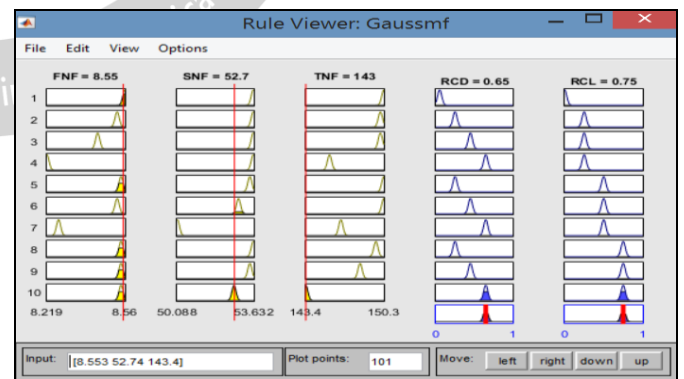 Rule Viewer: Gaussmf
File Edit View Options
FNF = 8.55 SNF = 52.7 TNF = 143 RCD = 0.65 RCL = 0.75
1
2
3
4
5
6
7
8
9
10
8.219 8.56 50.088 53.632 143.4 150.3
0 1 0 1
Input: [8.553 52.74 143.4] Plot points: 101 Move: left right down up